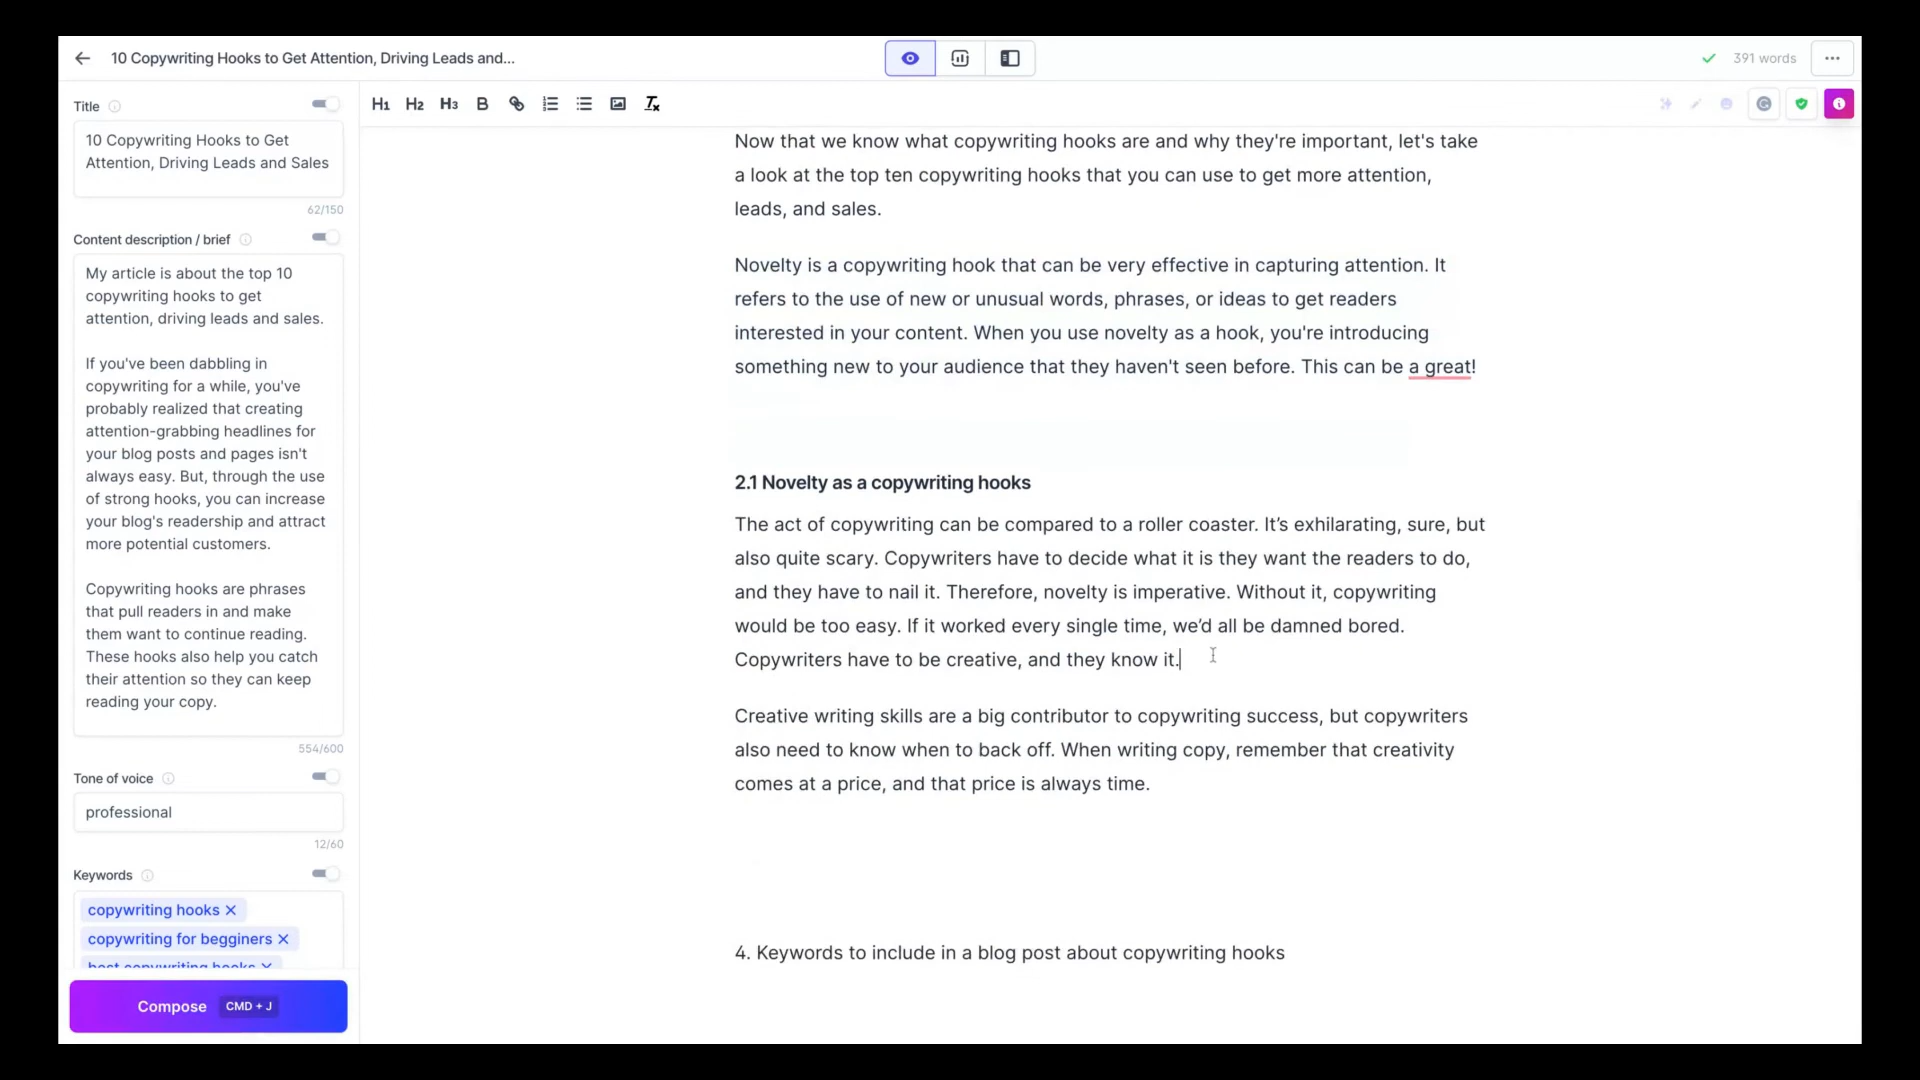 10 Copywriting Hooks to Get Attention, Driving Leads and...
391 words
Title
10 Copywriting Hooks to Get
Attention, Driving Leads and Sales
62/150
Content description / brief
My article is about the top 10
copywriting hooks to get
attention, driving leads and sales.
If you've been dabbling in
copywriting for a while, you've
probably realized that creating
attention-grabbing headlines for
your blog posts and pages isn't
always easy. But, through the use
of strong hooks, you can increase
your blog's readership and attract
more potential customers.
Copywriting hooks are phrases
that pull readers in and make
them want to continue reading.
These hooks also help you catch
their attention so they can keep
reading your copy.
554/600
Tone of voice
professional
12/60
Keywords
copywriting hooks
copywriting for begginers
best copywriting hooks
Compose CMD + J
H1 H2 H3 B
Now that we know what copywriting hooks are and why they're important, let's take
a look at the top ten copywriting hooks that you can use to get more attention,
leads, and sales.
Novelty is a copywriting hook that can be very effective in capturing attention. It
refers to the use of new or unusual words, phrases, or ideas to get readers
interested in your content. When you use novelty as a hook, you're introducing
something new to your audience that they haven't seen before. This can be a great!
2.1 Novelty as a copywriting hooks
The act of copywriting can be compared to a roller coaster. It’s exhilarating, sure, but
also quite scary. Copywriters have to decide what it is they want the readers to do,
and they have to nail it. Therefore, novelty is imperative. Without it, copywriting
would be too easy. If it worked every single time, we’d all be damned bored.
Copywriters have to be creative, and they know it.
Creative writing skills are a big contributor to copywriting success, but copywriters
also need to know when to back off. When writing copy, remember that creativity
comes at a price, and that price is always time.
4. Keywords to include in a blog post about copywriting hooks